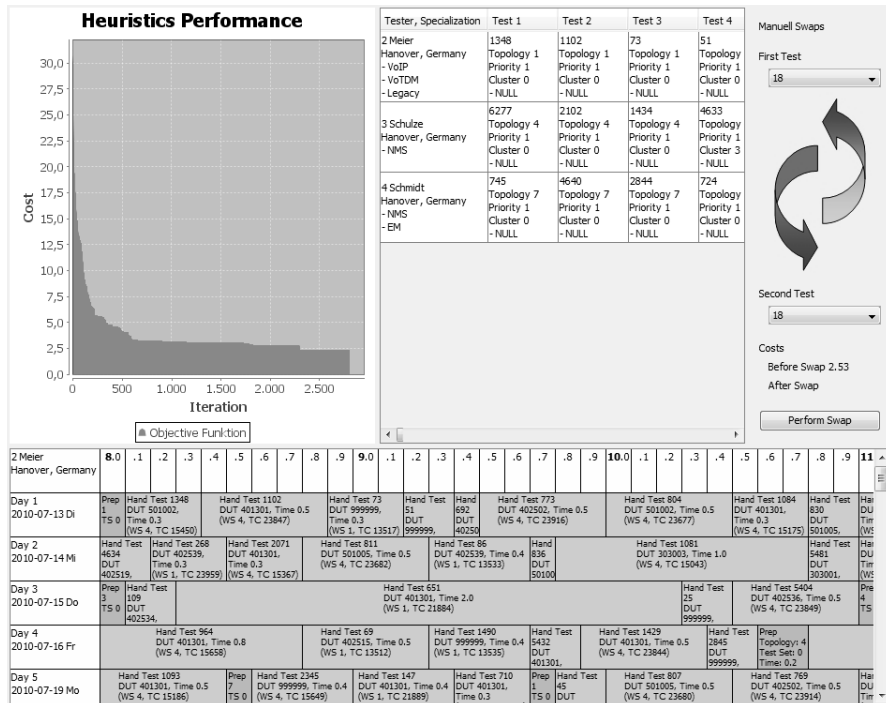 Heuristics Performance
Cost
30,0
27,5
25,0
22,5
20,0
17,5
15,0
12,5
10,0
7,5
5,0
2,5
0,0
0 500 1.000 1.500 2.000 2.500
Iteration
Objective Funktion
Tester, Specialization Test 1 Test 2 Test 3 Test 4
2 Meier 1348 1102 73 51
Hanover, Germany Topology 1 Topology 1 Topology 1 Topology
- VoIP Priority 1 Priority 1 Priority 1 Priority 1
- VoTDM Cluster 0 Cluster 0 Cluster 0 Cluster 0
- Legacy - NULL - NULL - NULL - NULL
6277 2102 1434 4633
3 Schulze Topology 4 Topology 4 Topology 4 Topology
Hanover, Germany Priority 1 Priority 1 Priority 1 Priority 1
- NMS Cluster 0 Cluster 0 Cluster 0 Cluster 3
- NULL - NULL - NULL - NULL
745 4640 2844 724
4 Schmidt Topology 7 Topology 7 Topology 7 Topology
Hanover, Germany Priority 1 Priority 1 Priority 1 Priority 1
- NMS Cluster 0 Cluster 0 Cluster 0 Cluster 0
- EM - NULL - NULL - NULL - NULL
Manuell Swaps
First Test
18
Second Test
18
Costs
Before Swap 2.53
After Swap
Perform Swap
2 Meier 8.0 .1 .2 .3 .4 .5 .6 .7 .8 .9 9.0 .1 .2 .3 .4 .5 .6 .7 .8 .9 10.0 .1 .2 .3 .4 .5 .6 .7 .8 .9 11
Hanover, Germany
Day 1
2010-07-13 Di
Prep
1
TS 0
Hand Test 1348
DUT 501002,
Time 0.3
(WS 4, TC 15450)
Hand Test 1102
DUT 401301, Time 0.5
(WS 4, TC 23847)
Hand Test 73
DUT 999999,
Time 0.3
(WS 1, TC 13517)
Hand Test
51
DUT
999999,
Hand
692
DUT
40250
Hand Test 773
DUT 402502, Time 0.5
(WS 4, TC 23916)
Hand Test 804
DUT 501002, Time 0.5
(WS 4, TC 23677)
Hand Test 1084
DUT 401301,
Time 0.3
(WS 4, TC 15175)
Hand Test
830
DUT
501005,
Day 2
2010-07-14 Mi
Hand Test
4634
DUT
402519,
Hand Test 268
DUT 402539,
Time 0.3
(WS 1, TC 23959)
Hand Test 2071
DUT 401301,
Time 0.3
(WS 4, TC 15367)
Hand Test 811
DUT 501005, Time 0.5
(WS 4, TC 23682)
Hand Test 86
DUT 402539, Time 0.4
(WS 1, TC 13533)
Hand
836
DUT
50100
Hand Test 1081
DUT 303003, Time 1.0
(WS 4, TC 15043)
Hand Test
5481
DUT
303001,
Day 3
2010-07-15 Do
Prep
3
TS 0
Hand Test
109
DUT
402534,
Hand Test 651
DUT 401301, Time 2.0
(WS 1, TC 21884)
Hand Test
25
DUT
999999,
Hand Test 5404
DUT 402536, Time 0.5
(WS 4, TC 23849)
Pre
4
TS
Day 4
2010-07-16 Fr
Hand Test 964
DUT 401301, Time 0.8
(WS 4, TC 15658)
Hand Test 69
DUT 402505, Time 0.5
(WS 1, TC 13512)
Hand Test 1490
DUT 999999, Time 0.4
(WS 1, TC 13535)
Hand Test
5432
DUT
401301,
Hand Test 1429
DUT 401301, Time 0.5
(WS 4, TC 23844)
Hand Test
2845
DUT
999999,
Prep
Topology: 4
Test Set: 0
Time: 0.2
Day 5
2010-07-19 Mo
Hand Test 1093
DUT 401301, Time 0.5
(WS 4, TC 15186)
Prep
7
TS 0
Hand Test 2345
DUT 999999, Time 0.4
(WS 4, TC 15649)
Hand Test 147
DUT 401301, Time 0.4
(WS 1, TC 21889)
Hand Test 710
DUT 401301,
Time 0.3
Prep
1
TS 0
Hand Test
45
DUT
Hand Test 807
DUT 501005, Time 0.5
(WS 4, TC 23680)
Hand Test 769
DUT 402502, Time 0.5
(WS 4, TC 23914)